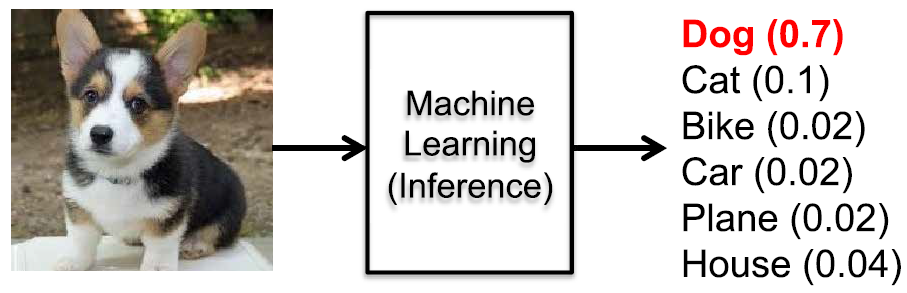 Machine
Learning
(Inference)
Dog (0.7)
Cat (0.1)
Bike (0.02)
Car (0.02)
Plane (0.02)
House (0.04)